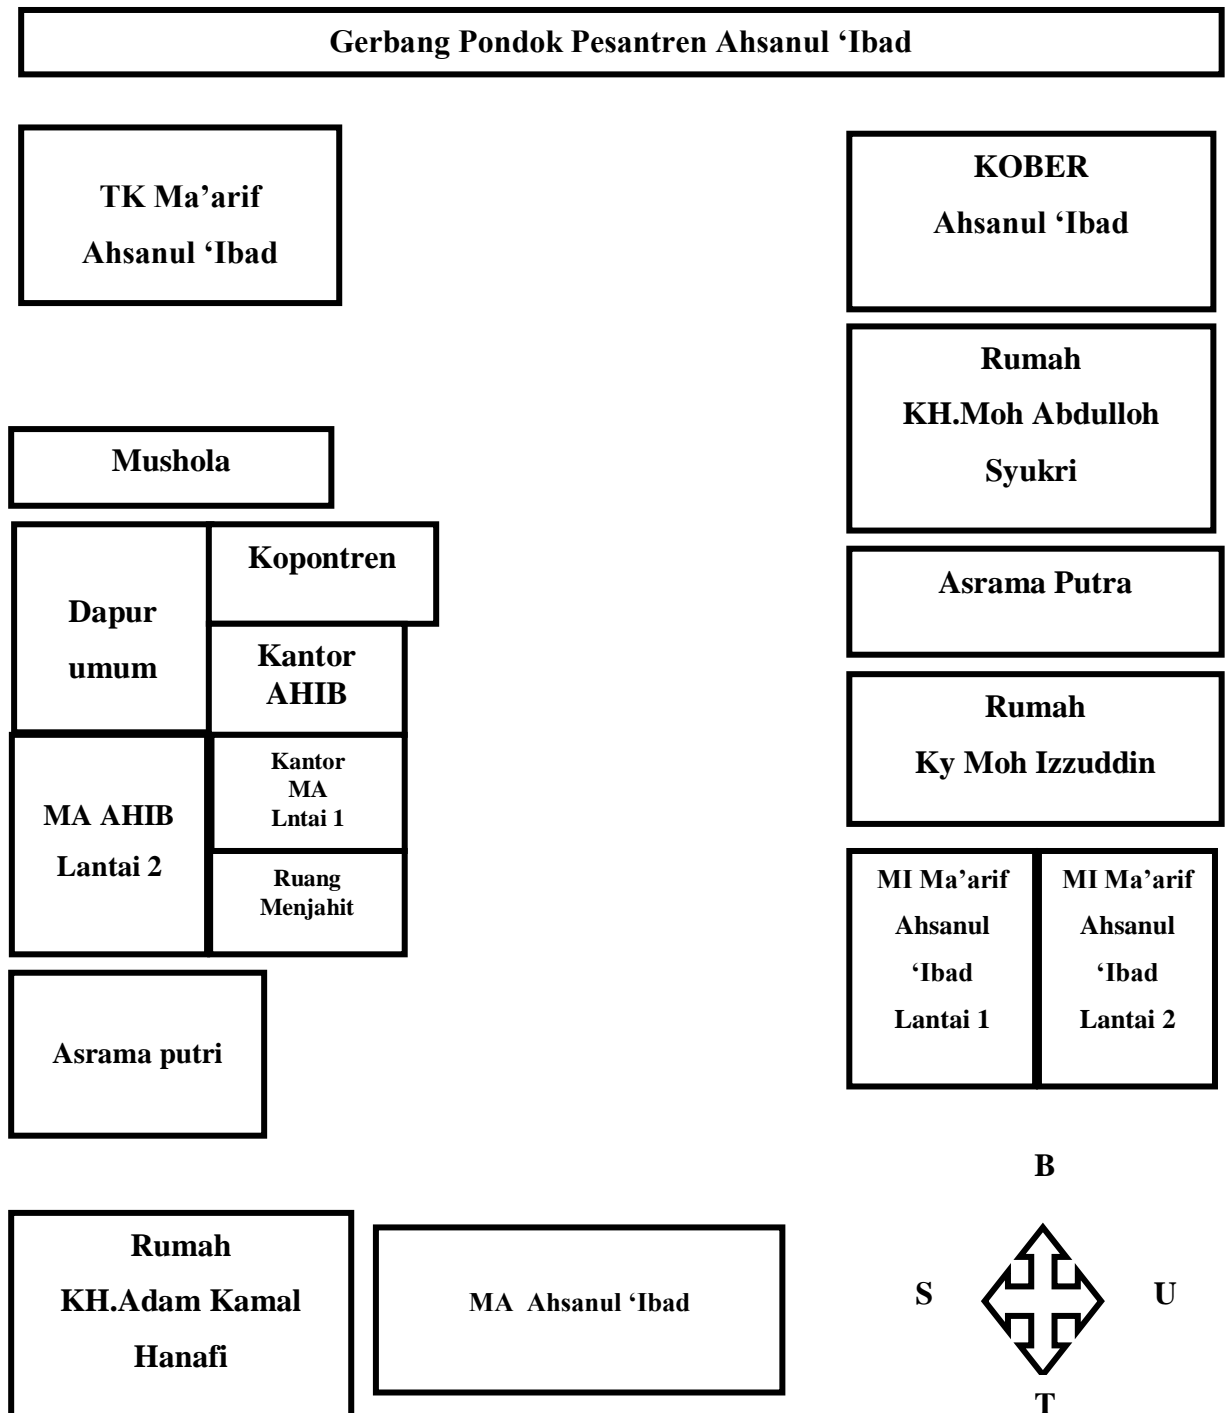 Gerbang Pondok Pesantren Ahsanul ‘Ibad
TK Ma’arif
Ahsanul ‘Ibad
KOBER
Ahsanul ‘Ibad
Rumah
KH.Moh Abdulloh
Syukri
Mushola
Kopontren
Dapur
umum
Kantor
AHIB
Asrama Putra
Rumah
Ky Moh Izzuddin
Kantor
MA
Lntai 1
MA AHIB
Lantai 2
Ruang
Menjahit
MI Ma’arif
Ahsanul
‘Ibad
Lantai 1
MI Ma’arif
Ahsanul
‘Ibad
Lantai 2
Asrama putri
Rumah
KH.Adam Kamal
Hanafi
MA Ahsanul ‘Ibad
B
S
U
T